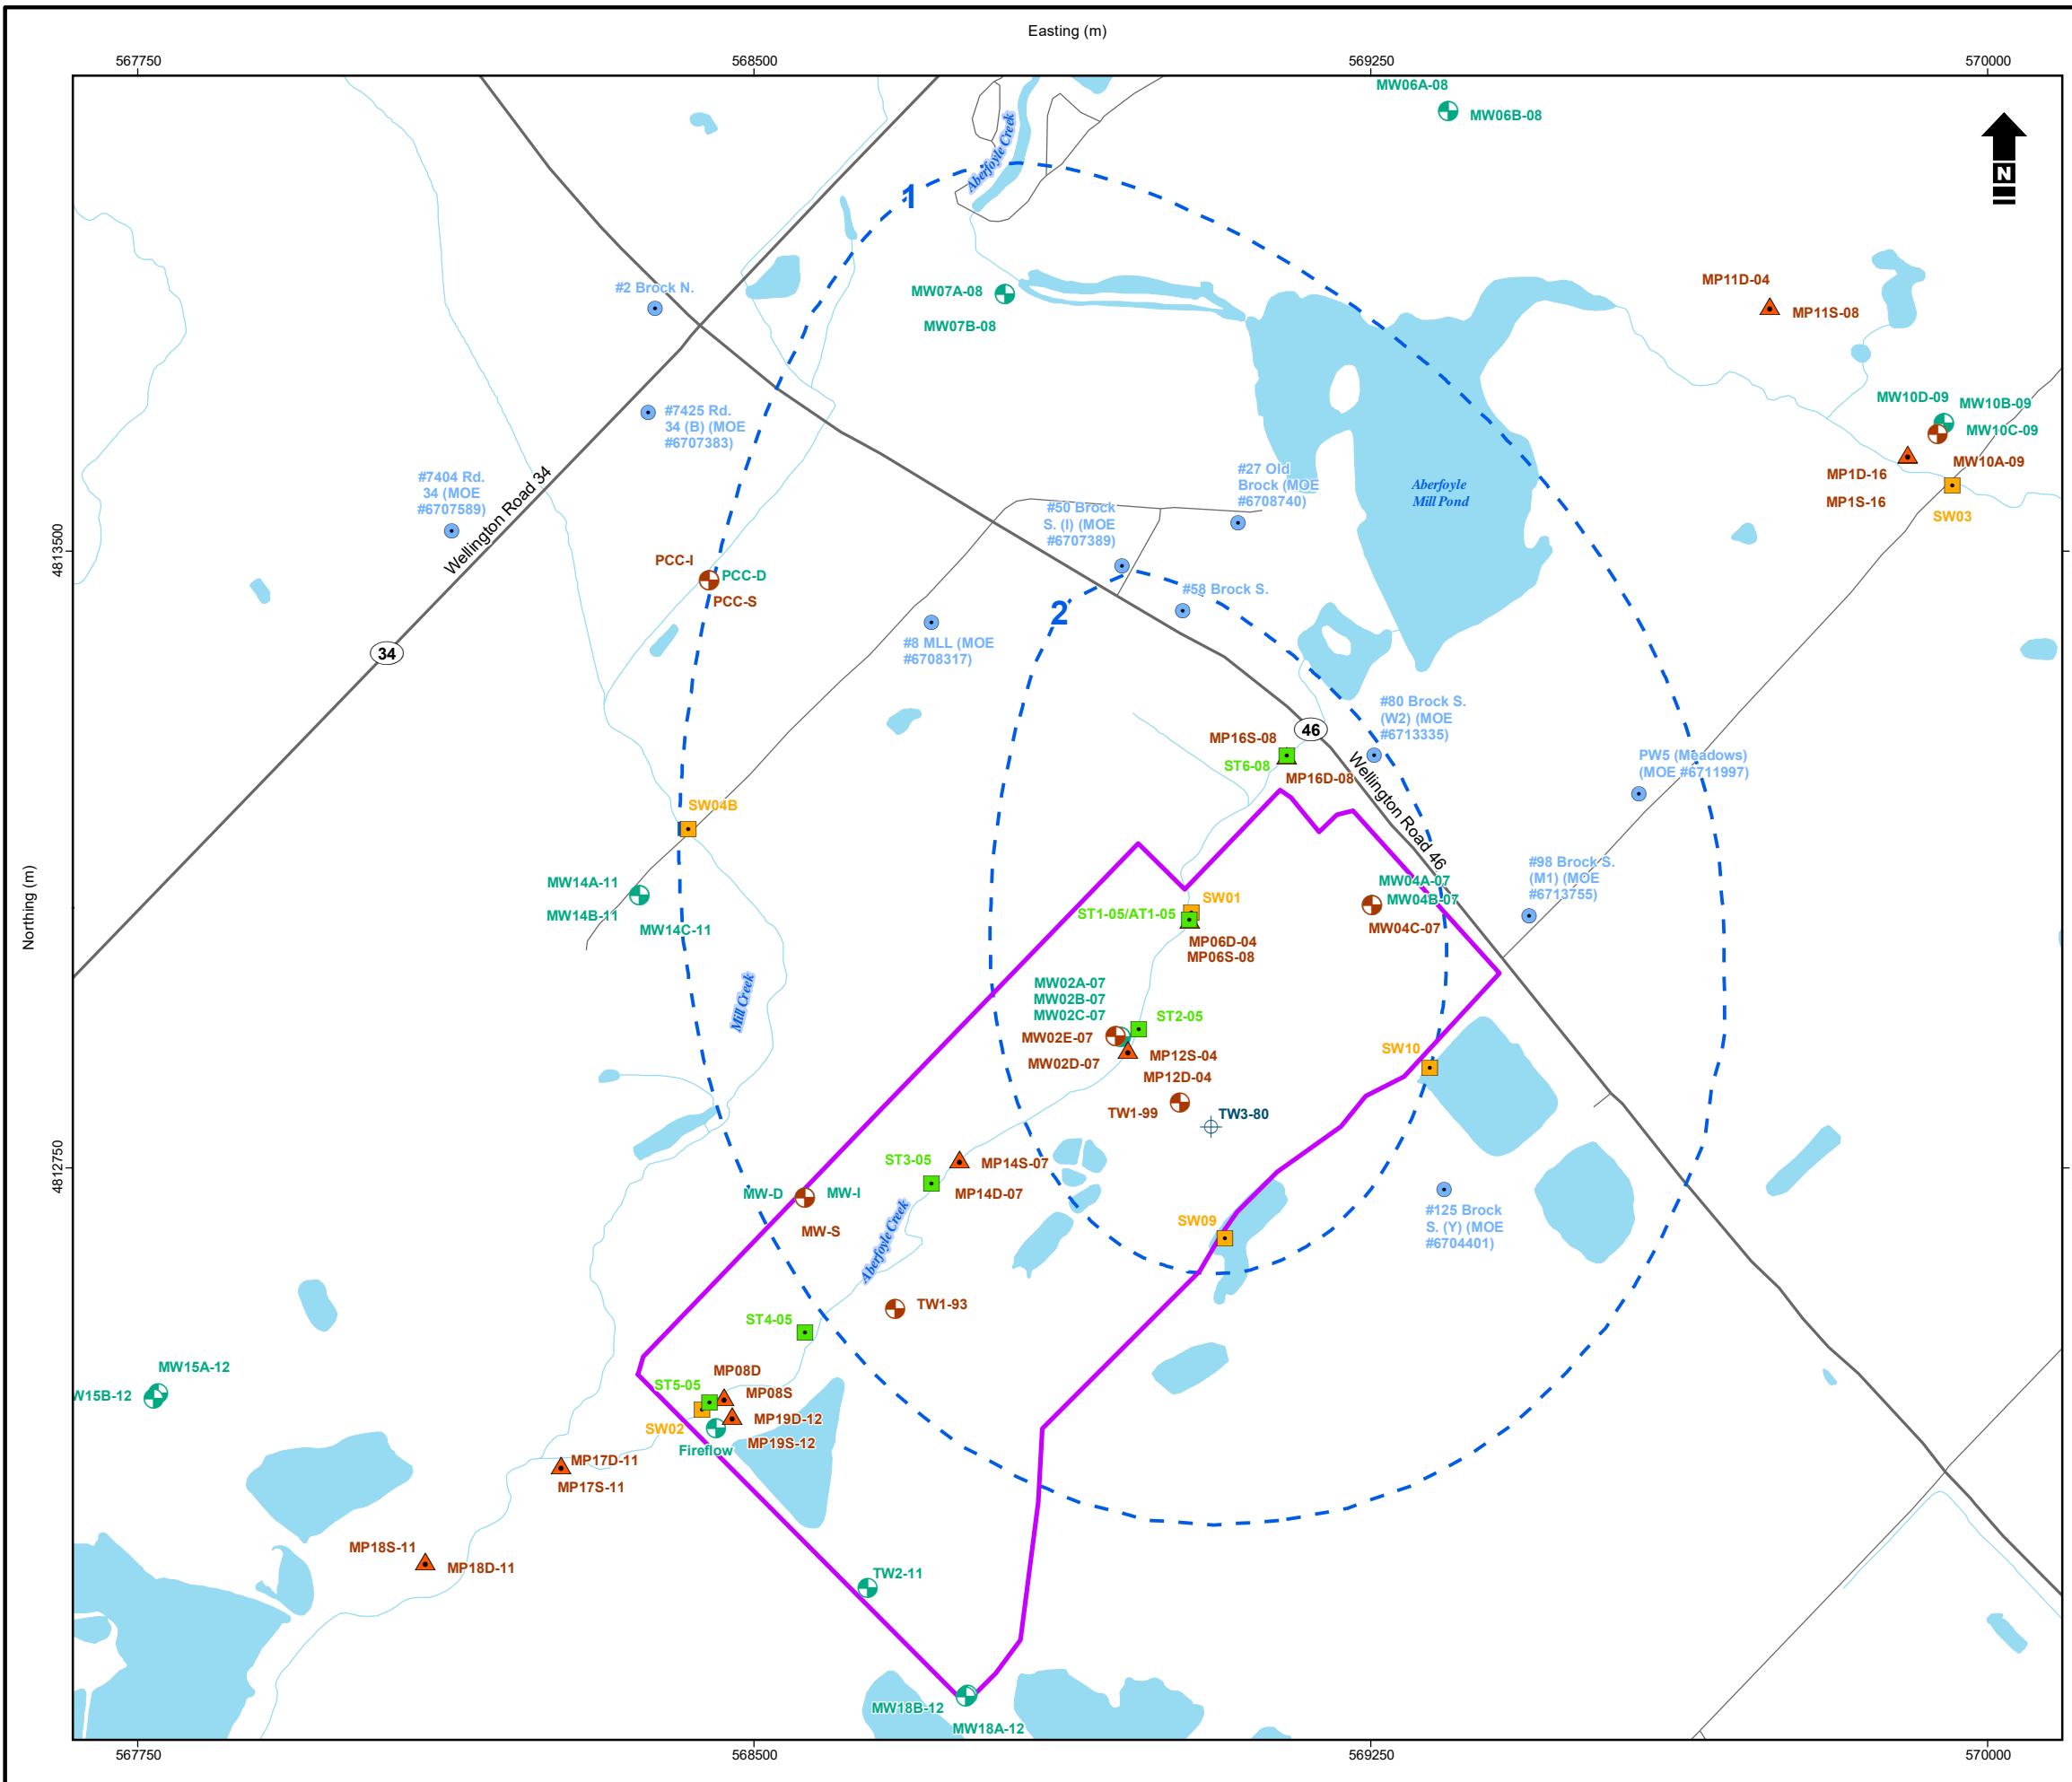 Easting (m)
567750
568500
569250
570000
MW06A-08
MW06B-08
N
Aberfoyle Creek
1
#2 Brock N.
MW07A-08
MW07B-08
MP11D-04
MP11S-08
#7425 Rd.
34 (B) (MOE
#6707383)
MW10D-09
MW10B-09
MW10C-09
MW10A-09
MP1D-16
MP1S-16
SW03
#7404 Rd.
34 (MOE
#6707589)
Wellington Road 34
#27 Old
Brock (MOE
#6708740)
Aberfoyle
Mill Pond
#50 Brock
S. (I) (MOE
#6707389)
4813500
PCC-I
PCC-D
PCC-S
#58 Brock S.
2
#8 MLL (MOE
#6708317)
34
#80 Brock S.
(W2) (MOE
#6713335)
46
MP16S-08
ST6-08
MP16D-08
Wellington Road 46
PW5 (Meadows)
(MOE #6711997)
SW04B
MW14A-11
MW14B-11
MW14C-11
#98 Brock S.
(M1) (MOE
#6713755)
MW04A-07
MW04B-07
MW04C-07
SW01
ST1-05/AT1-05
MP06D-04
MP06S-08
Northing (m)
Mill Creek
MW02A-07
MW02B-07
MW02C-07
ST2-05
MW02E-07
MW02D-07
MP12S-04
MP12D-04
SW10
TW1-99
TW3-80
4812750
ST3-05
MP14S-07
MP14D-07
MW-D
MW-I
MW-S
Aberfoyle Creek
SW09
#125 Brock
S. (Y) (MOE
#6704401)
TW1-93
ST4-05
MW15A-12
W15B-12
MP08D
ST5-05
MP08S
MP19D-12
SW02
MP19S-12
Fireflow
MP17D-11
MP17S-11
MP18S-11
MP18D-11
TW2-11
MW18B-12
MW18A-12
567750
568500
569250
570000